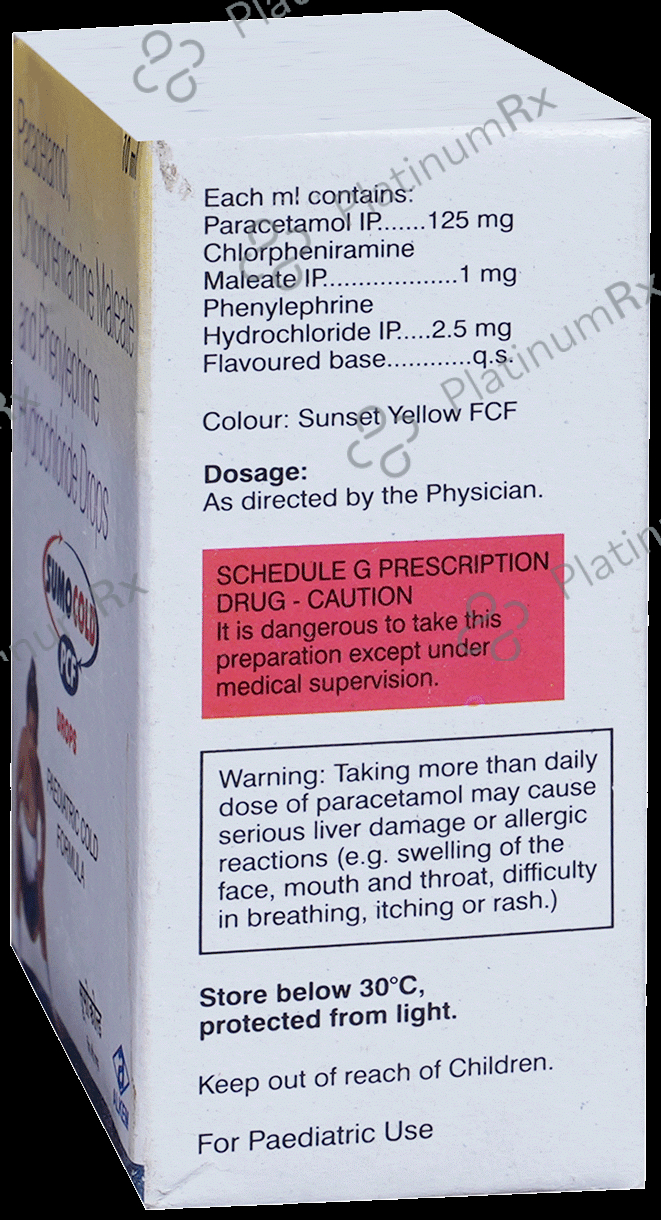 Paracetamol,
Chlorpheniramine Maleate
and Phenylephrine
Hydrochloride Drops
10 ml
SUMOCOLD
PCF
DROPS
PAEDIATRIC COLD
FORMULA
ALKEM
Each ml contains:
Paracetamol IP.......125 mg
Chlorpheniramine
Maleate IP...................1 mg
Phenylephrine
Hydrochloride IP.....2.5 mg
Flavoured base............q.s.
Colour: Sunset Yellow FCF
Dosage:
As directed by the Physician.
SCHEDULE G PRESCRIPTION
DRUG - CAUTION
It is dangerous to take this
preparation except under
medical supervision.
Warning: Taking more than daily
dose of paracetamol may cause
serious liver damage or allergic
reactions (e.g. swelling of the
face, mouth and throat, difficulty
in breathing, itching or rash.)
Store below 30°C,
protected from light.
Keep out of reach of Children.
For Paediatric Use
PlatinumRx
PlatinumRx